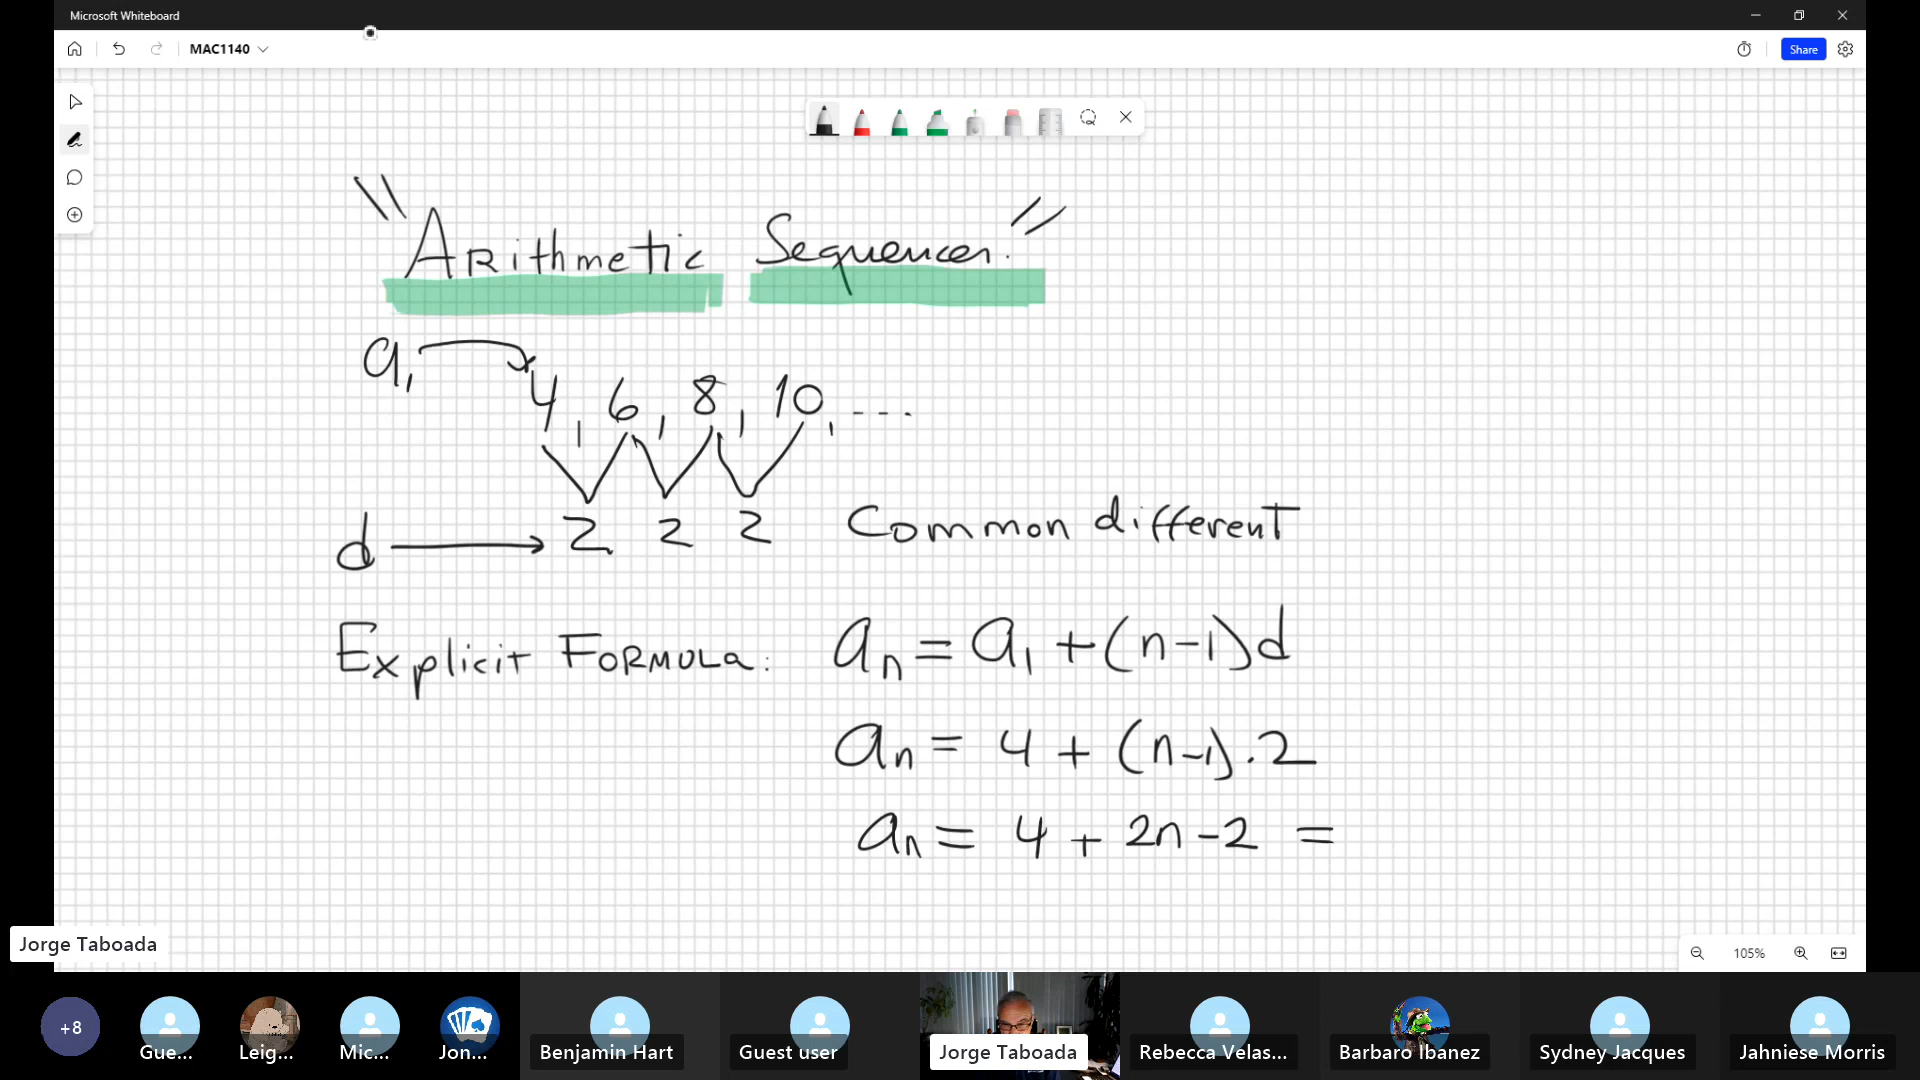 Microsoft Whiteboard
MAC1140
Share
"Arithmetic Sequences."
a₁
4, 6, 8, 10, ...
d → 2 2 2 Common different
Explicit Formula: aₙ = a₁ + (n-1)d
aₙ = 4 + (n-1).2
aₙ = 4 + 2n - 2 =
Jorge Taboada
105%
+8
Gue...
Leig...
Mic...
Jon...
Benjamin Hart
Guest user
Jorge Taboada
Rebecca Velas...
Barbaro Ibanez
Sydney Jacques
Jahniese Morris